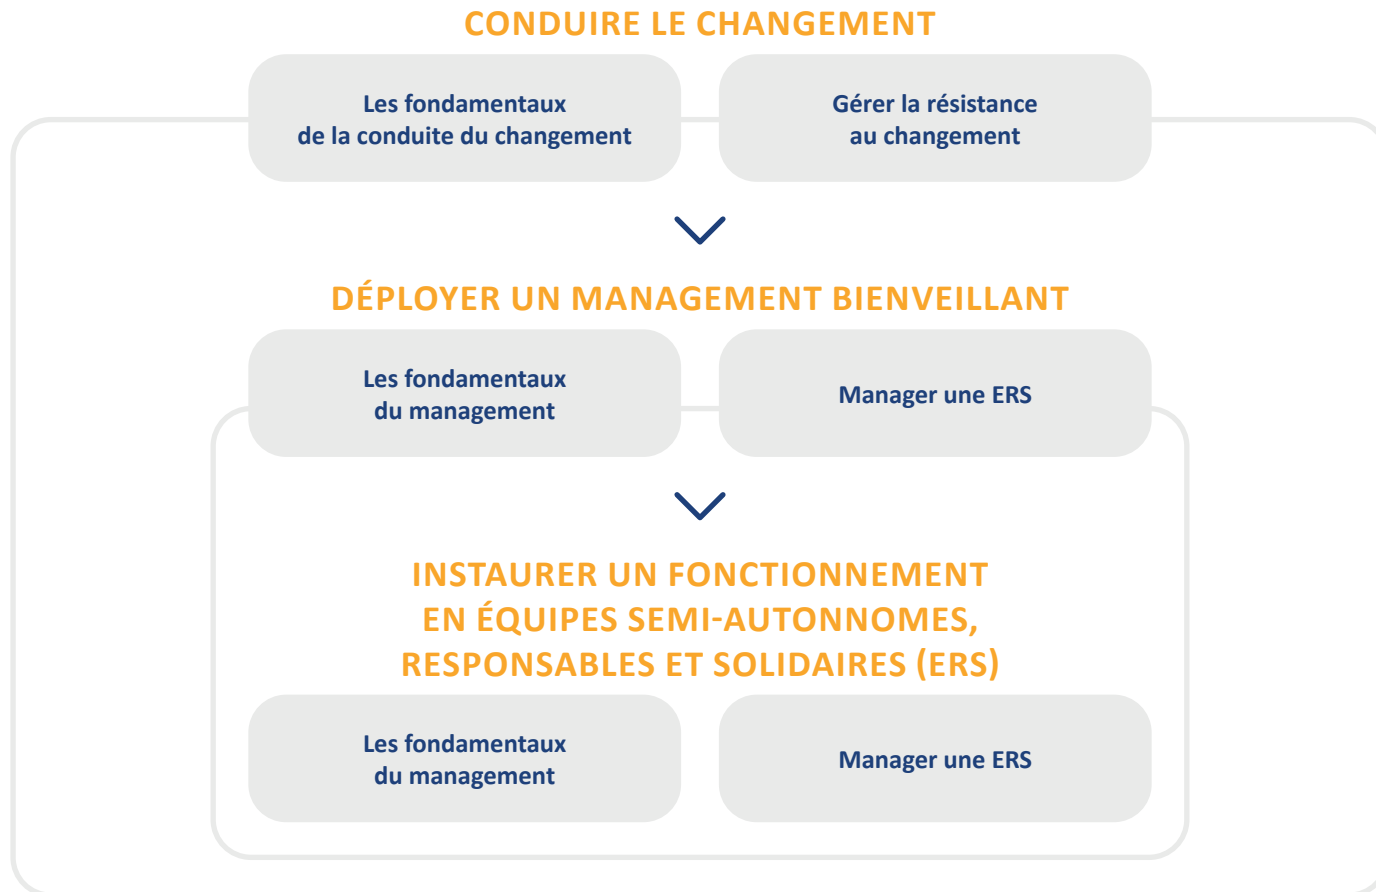 CONDUIRE LE CHANGEMENT
Les fondamentaux
de la conduite du changement
Gérer la résistance
au changement
DÉPLOYER UN MANAGEMENT BIENVEILLANT
Les fondamentaux
du management
Manager une ERS
INSTAURER UN FONCTIONNEMENT
EN ÉQUIPES SEMI-AUTONNOMES,
RESPONSABLES ET SOLIDAIRES (ERS)
Les fondamentaux
du management
Manager une ERS